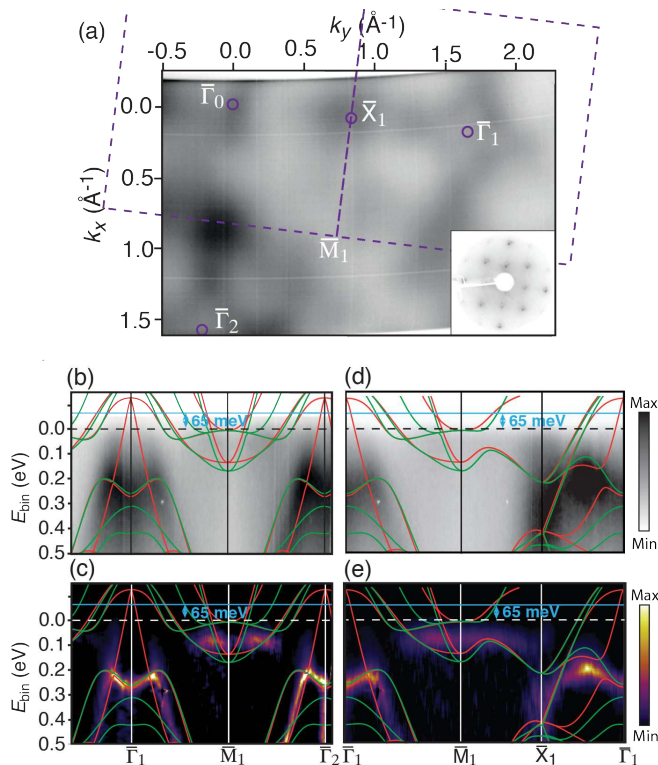 (a)
k_y (Å⁻¹)
-0.5 0.0 0.5 1.0 1.5 2.0
k_x (Å⁻¹)
0.0
0.5
1.0
1.5
Γ̅₀
X̅₁
Γ̅₁
M̅₁
Γ̅₂
(b)
(d)
65 meV
65 meV
E_bin (eV)
0.0
0.1
0.2
0.3
0.4
0.5
Max
Min
(c)
(e)
65 meV
65 meV
E_bin (eV)
0.0
0.1
0.2
0.3
0.4
0.5
Max
Min
Γ̅₁ M̅₁ Γ̅₂ Γ̅₁ M̅₁ X̅₁ Γ̅₁